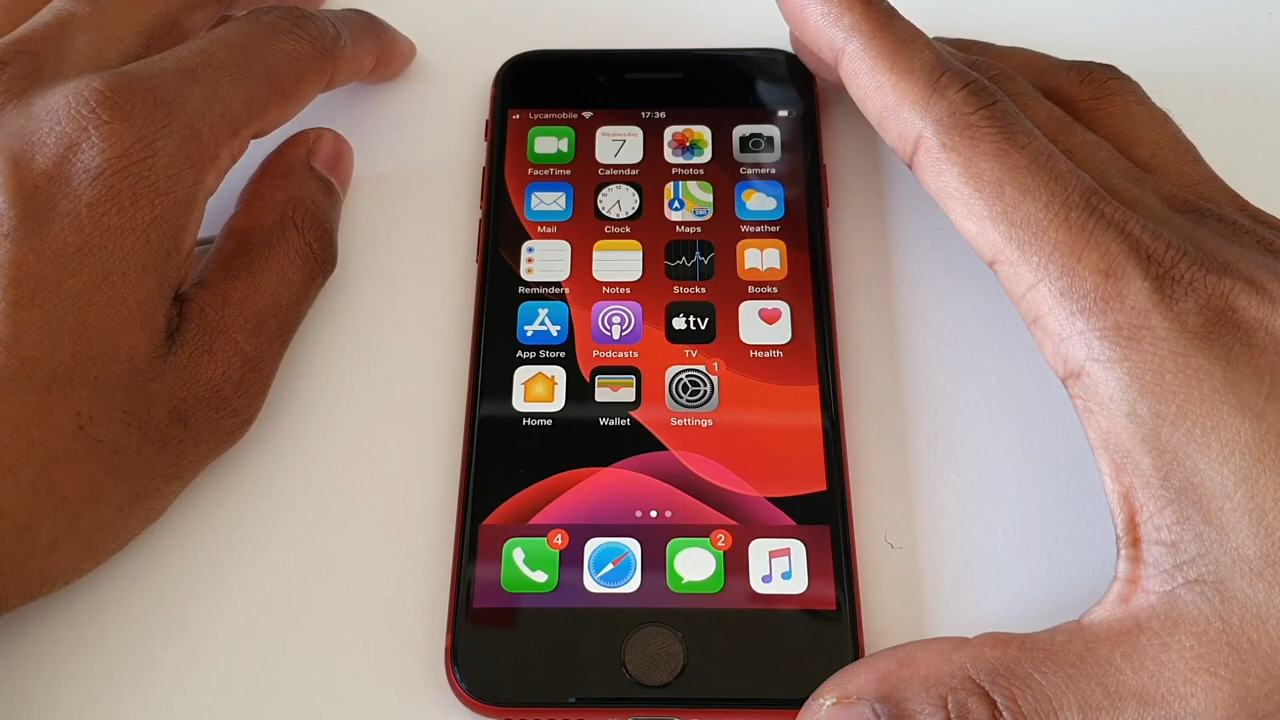 Lycamobile 17:36
Wednesday
7
FaceTime Calendar Photos Camera
280
Mail Clock Maps Weather
Reminders Notes Stocks Books
tv
App Store Podcasts TV Health
1
Home Wallet Settings
4 2